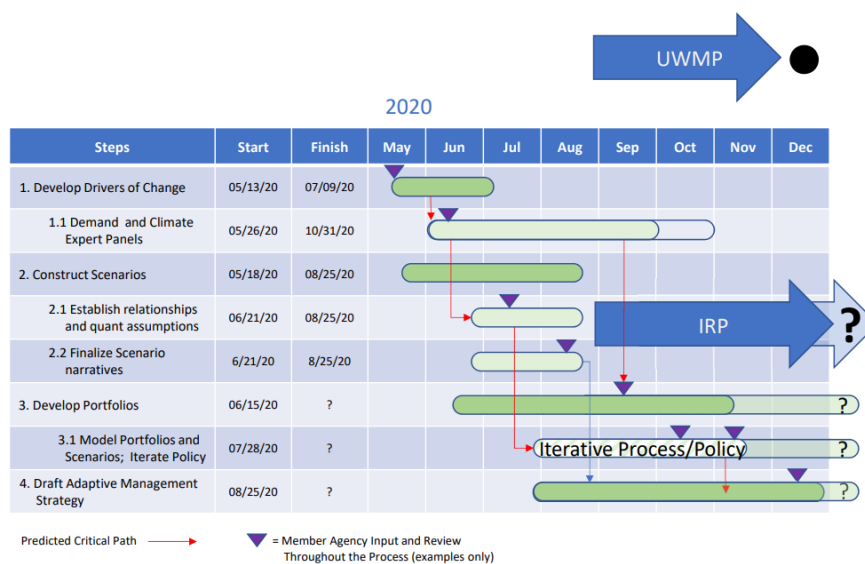 UWMP
2020
Steps Start Finish May Jun Jul Aug Sep Oct Nov Dec
1. Develop Drivers of Change 05/13/20 07/09/20
1.1 Demand and Climate
Expert Panels 05/26/20 10/31/20
2. Construct Scenarios 05/18/20 08/25/20
2.1 Establish relationships
and quant assumptions 06/21/20 08/25/20
IRP ?
2.2 Finalize Scenario
narratives 6/21/20 8/25/20
3. Develop Portfolios 06/15/20 ? ?
3.1 Model Portfolios and
Scenarios; Iterate Policy 07/28/20 ? Iterative Process/Policy ?
4. Draft Adaptive Management
Strategy 08/25/20 ? ?
Predicted Critical Path = Member Agency Input and Review
Throughout the Process (examples only)